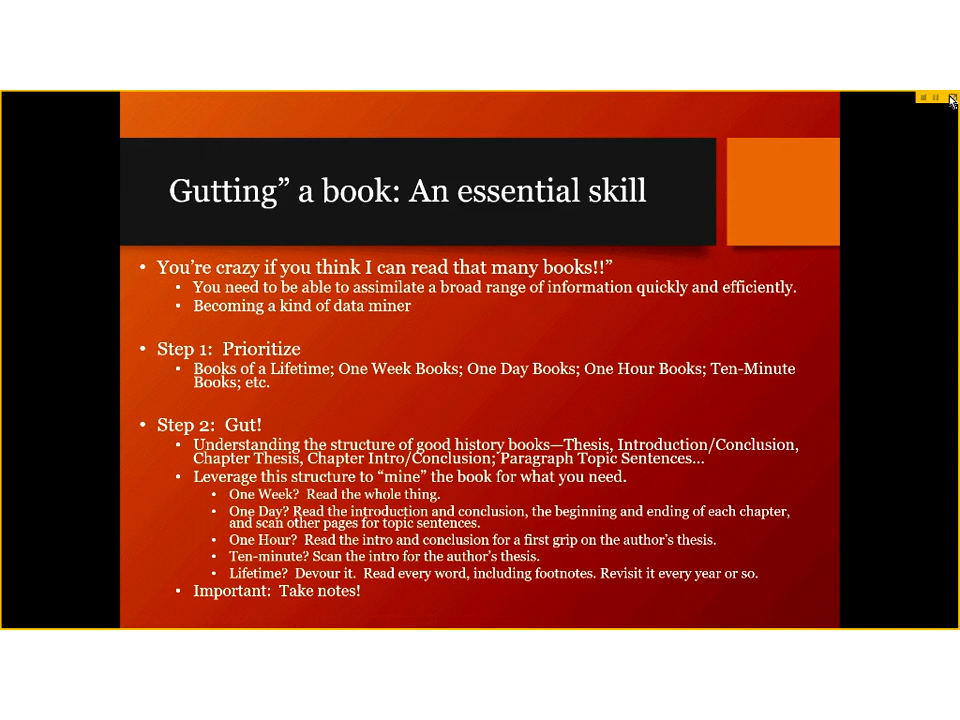 Gutting” a book: An essential skill
• You’re crazy if you think I can read that many books!!”
• You need to be able to assimilate a broad range of information quickly and efficiently.
• Becoming a kind of data miner
• Step 1:  Prioritize
• Books of a Lifetime; One Week Books; One Day Books; One Hour Books; Ten-Minute
Books; etc.
• Step 2:  Gut!
• Understanding the structure of good history books—Thesis, Introduction/Conclusion,
Chapter Thesis, Chapter Intro/Conclusion; Paragraph Topic Sentences…
• Leverage this structure to “mine” the book for what you need.
• One Week?  Read the whole thing.
• One Day? Read the introduction and conclusion, the beginning and ending of each chapter,
and scan other pages for topic sentences.
• One Hour?  Read the intro and conclusion for a first grip on the author’s thesis.
• Ten-minute? Scan the intro for the author’s thesis.
• Lifetime?  Devour it.  Read every word, including footnotes. Revisit it every year or so.
• Important:  Take notes!